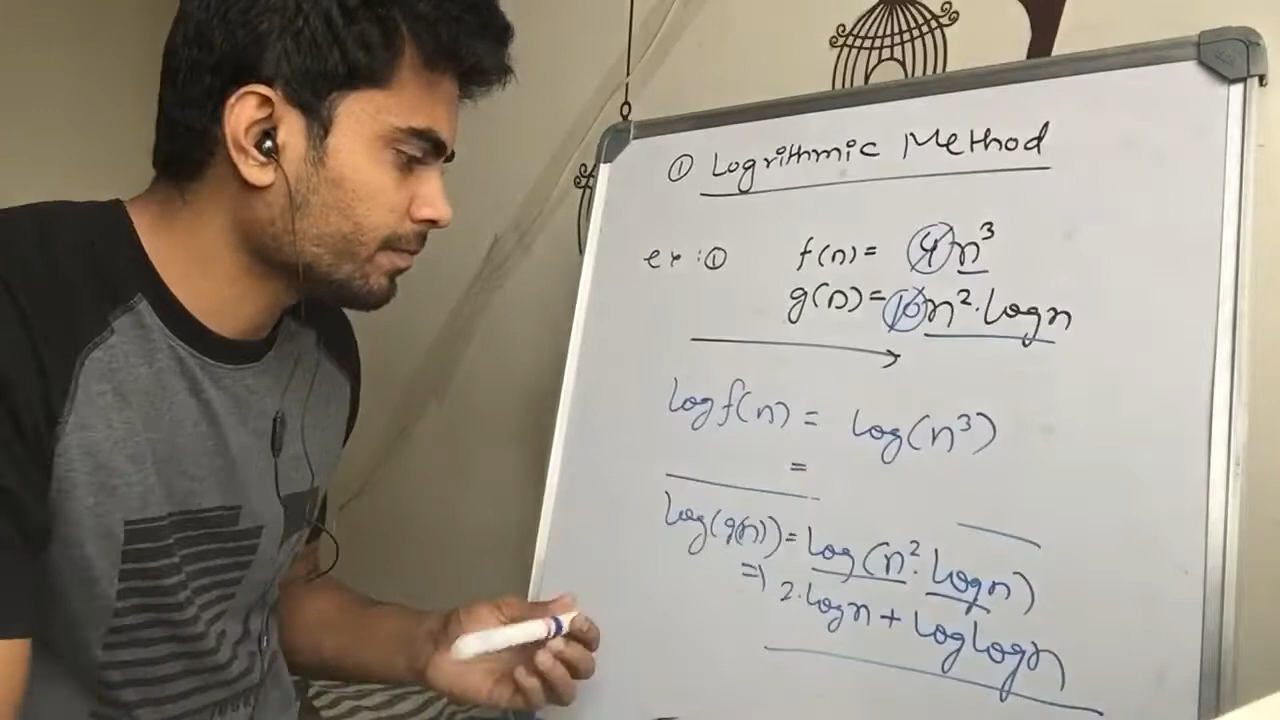 ① Logrithmic Method
ex:① f(n) = 4n³
g(n) = 10n². logn
log f(n) = log(n³)
=
log(g(n)) = log(n². logn)
=) 2.logn + loglogn